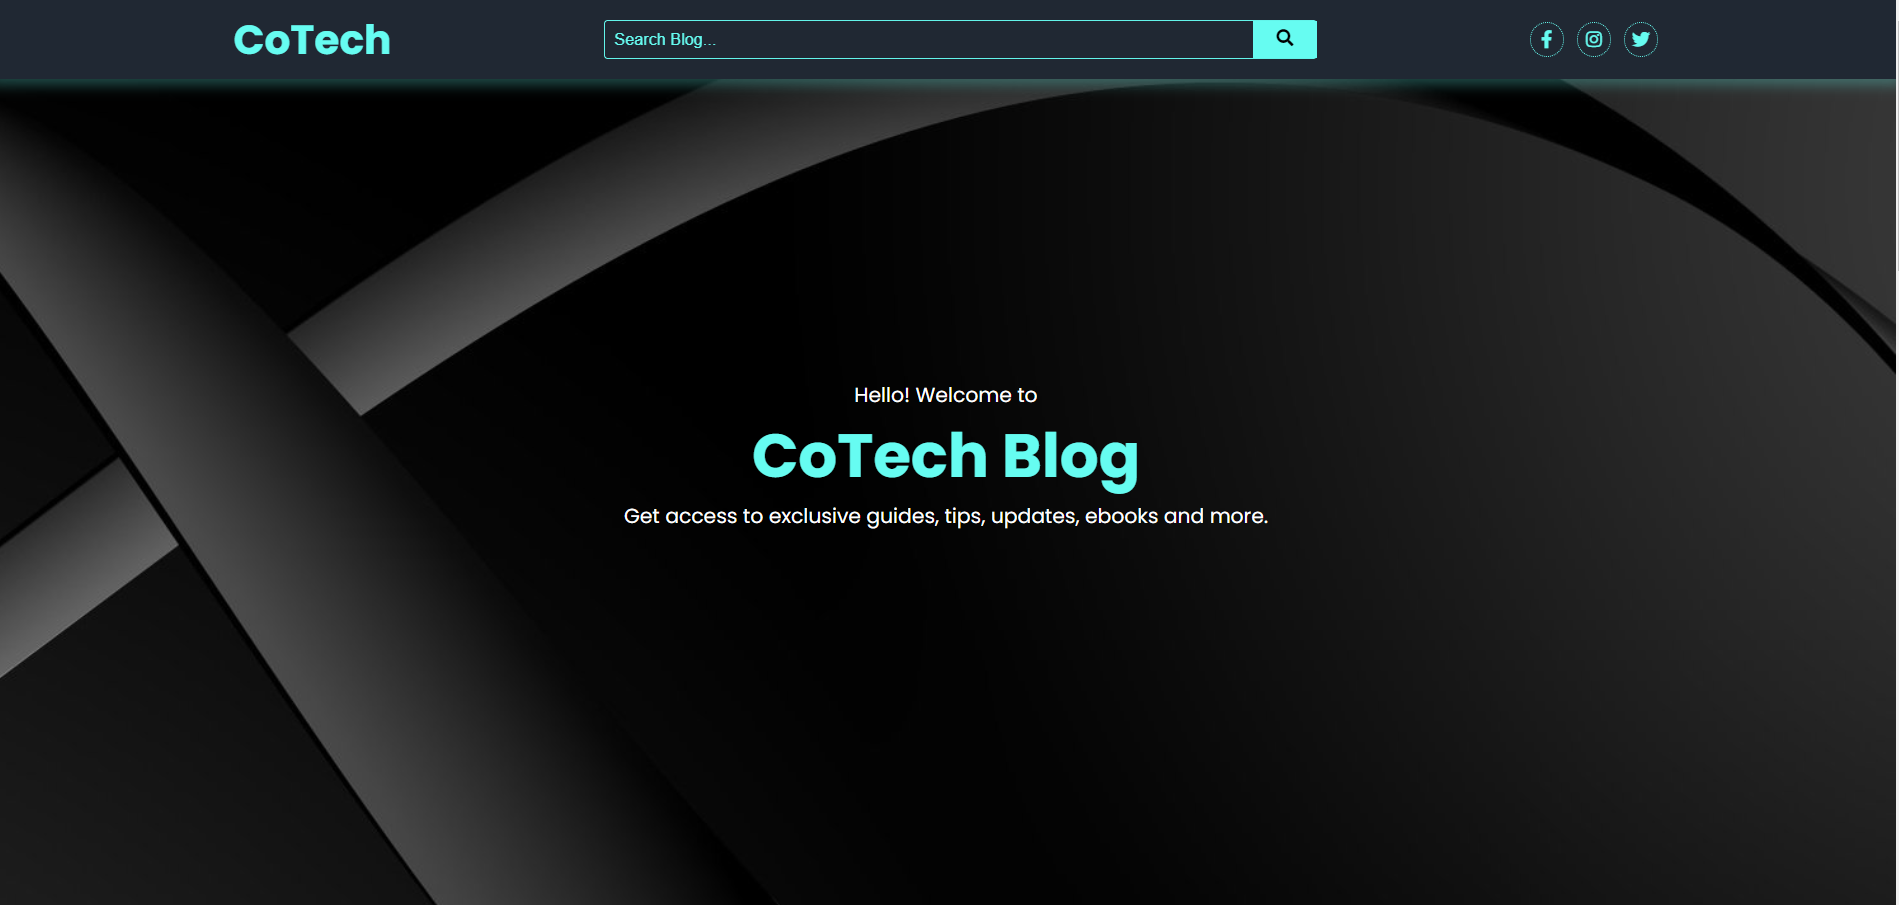 CoTech
Search Blog...
Hello! Welcome to
CoTech Blog
Get access to exclusive guides, tips, updates, ebooks and more.